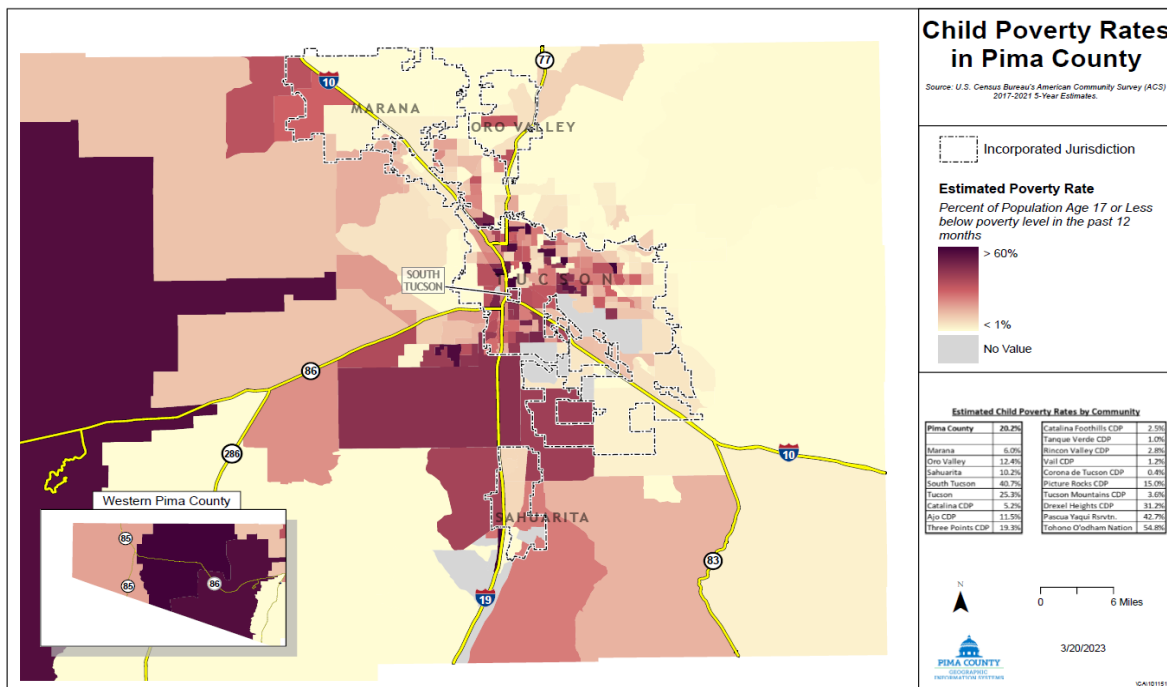 Child Poverty Rates
in Pima County
Source: U.S. Census Bureau's American Community Survey (ACS)
2017-2021 5-Year Estimates.
Incorporated Jurisdiction
Estimated Poverty Rate
Percent of Population Age 17 or Less
below poverty level in the past 12
months
> 60%
< 1%
No Value
Estimated Child Poverty Rates by Community
Pima County 20.2%
Marana 6.0%
Oro Valley 12.4%
Sahuarita 10.2%
South Tucson 40.7%
Tucson 25.3%
Catalina CDP 5.2%
Ajo CDP 11.5%
Three Points CDP 19.3%
Catalina Foothills CDP 2.5%
Tanque Verde CDP 1.0%
Rincon Valley CDP 2.8%
Vail CDP 1.2%
Corona de Tucson CDP 0.4%
Picture Rocks CDP 15.0%
Tucson Mountains CDP 3.6%
Drexel Heights CDP 31.2%
Pascua Yaqui Rsrvtn. 42.7%
Tohono O'odham Nation 54.8%
N
0 6 Miles
3/20/2023
PIMA COUNTY
GEOGRAPHIC
INFORMATION SYSTEMS
77
10
MARANA
ORO VALLEY
SOUTH
TUCSON
TUCSON
86
286
10
SAHUARITA
83
19
Western Pima County
85
85
86